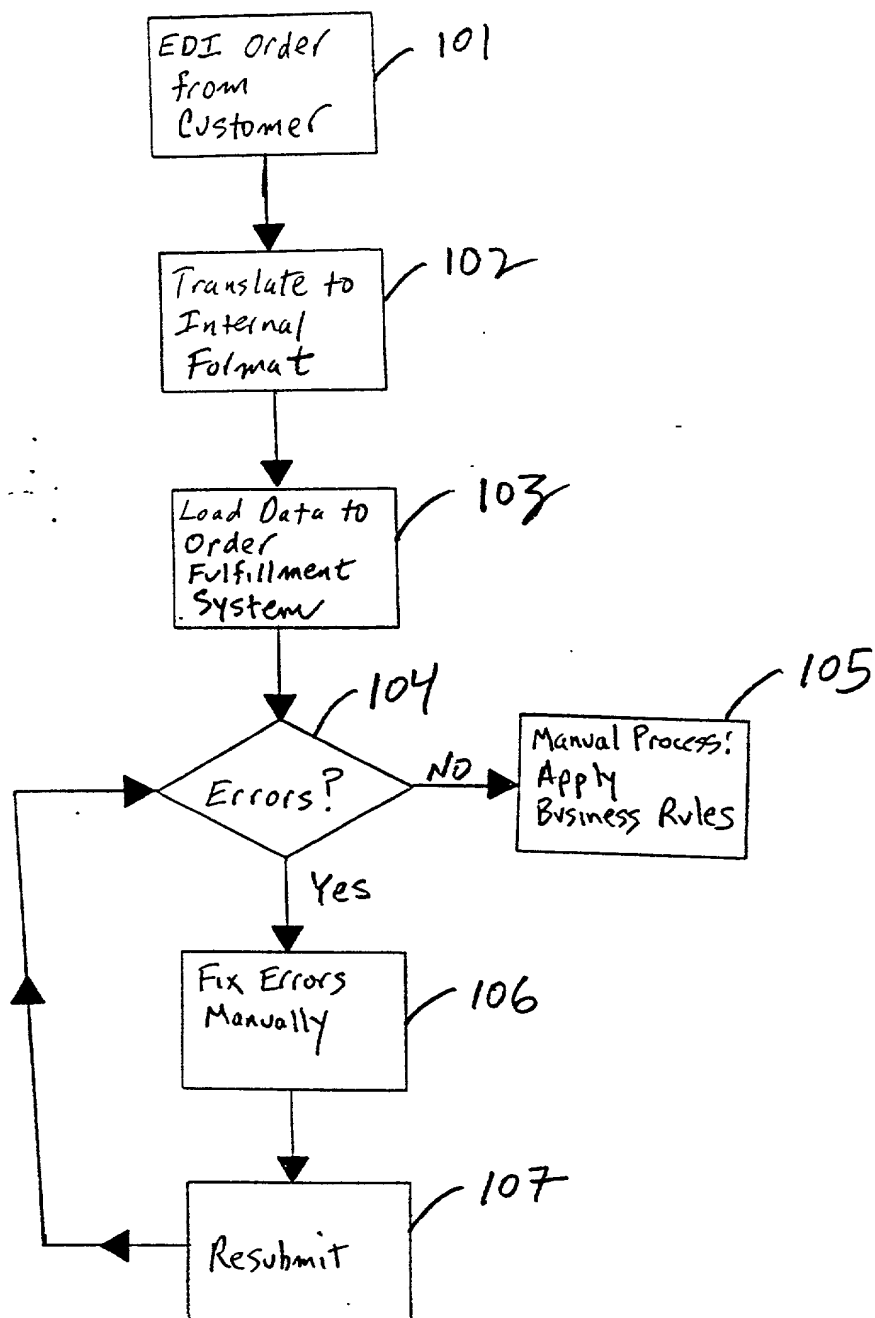 EDI Order
from
Customer
101
Translate to
Internal
Format
102
Load Data to
Order
Fulfillment
System
103
Errors?
104
NO
Manual Process:
Apply
Business Rules
105
Yes
Fix Errors
Manually
106
Resubmit
107